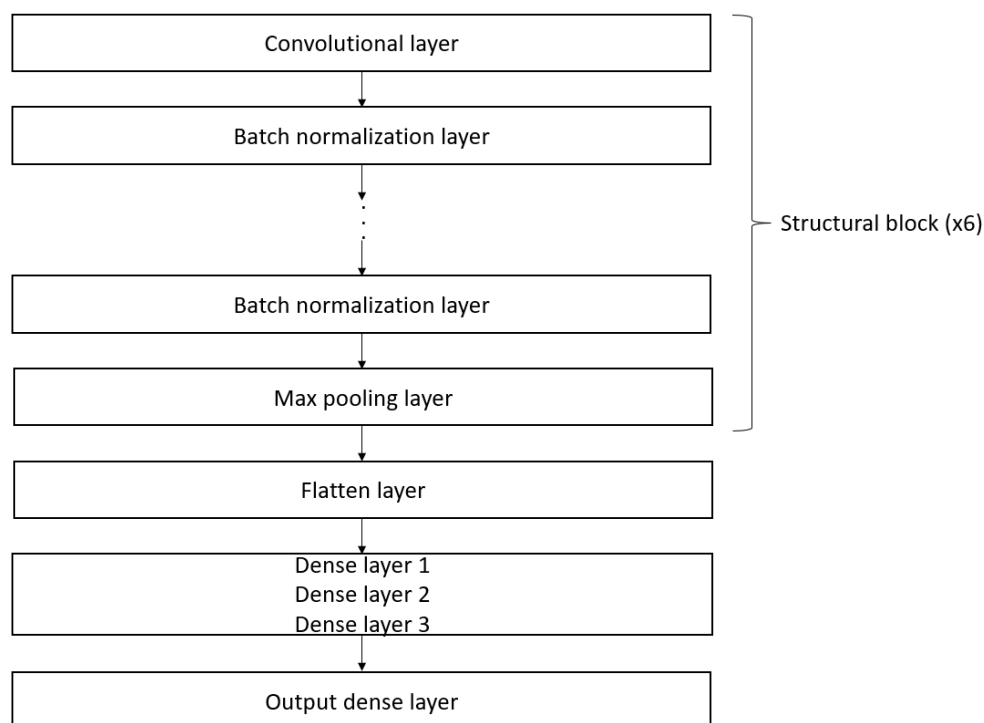 Convolutional layer
Batch normalization layer
Structural block (x6)
Batch normalization layer
Max pooling layer
Flatten layer
Dense layer 1
Dense layer 2
Dense layer 3
Output dense layer